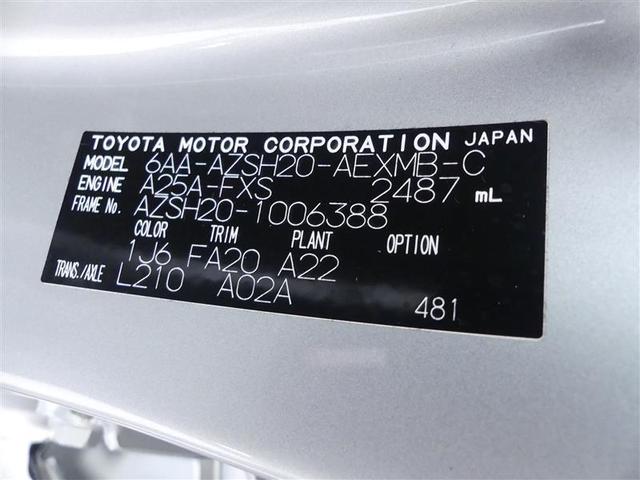 TOYOTA MOTOR CORPORATION JAPAN
MODEL 6AA-AZSH20-AEXMB-C
ENGINE A25A-FXS 2487 mL
FRAME No. AZSH20-1006388
COLOR TRIM PLANT OPTION
1J6 FA20 A22
TRANS./AXLE L210 A02A
481